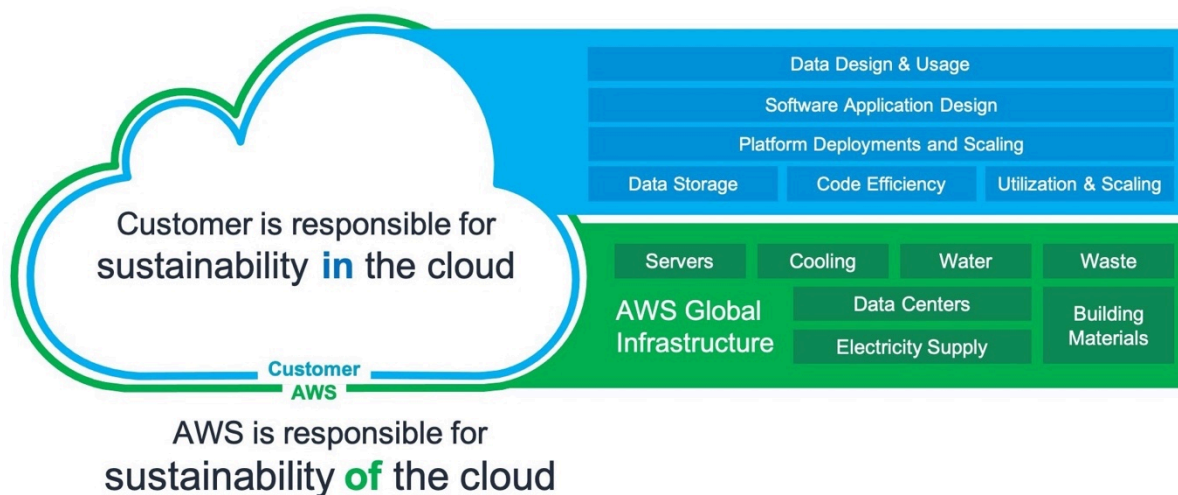 Data Design & Usage
Software Application Design
Platform Deployments and Scaling
Data Storage
Code Efficiency
Utilization & Scaling
Customer is responsible for
sustainability in the cloud
Servers
Cooling
Water
Waste
AWS Global
Infrastructure
Data Centers
Electricity Supply
Building
Materials
Customer
AWS
AWS is responsible for
sustainability of the cloud